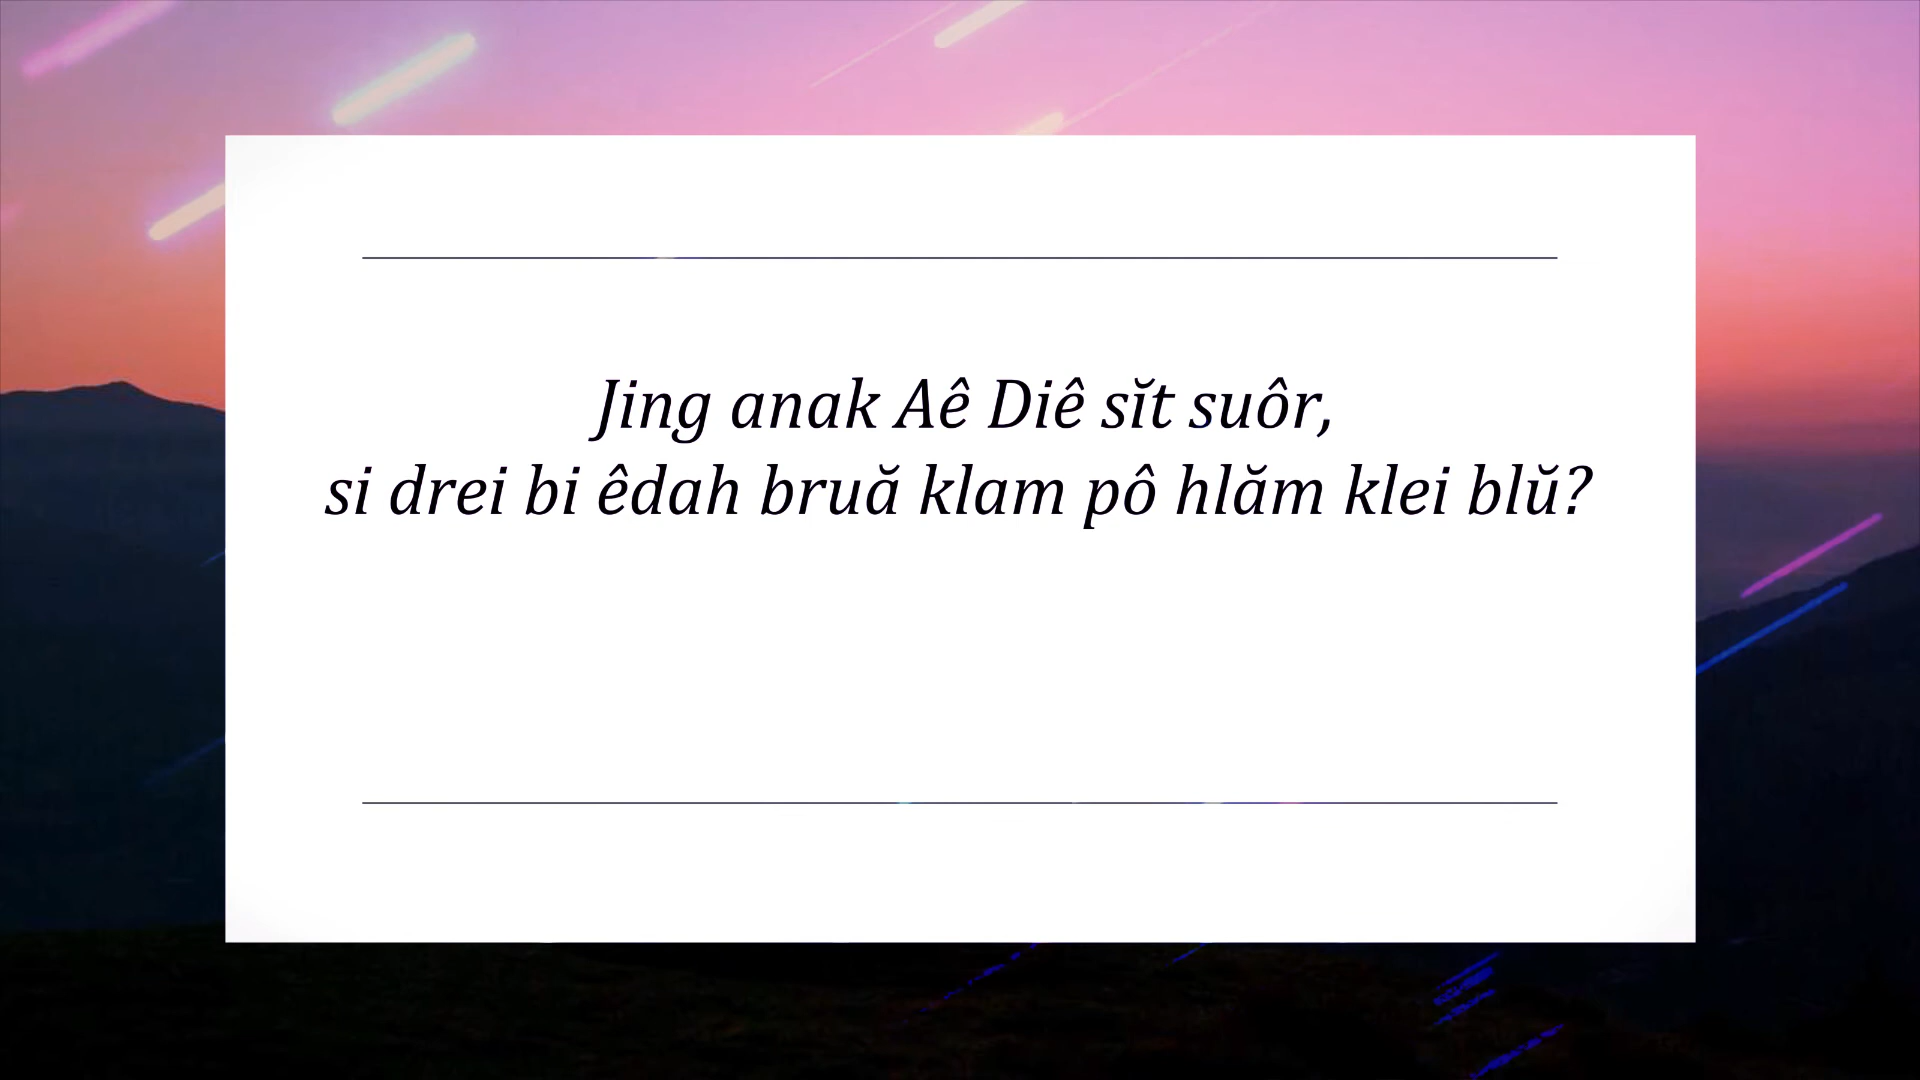 Jing anak Aê Diê sĭt suôr,
si drei bi êdah bruă klam pô hlăm klei blŭ?